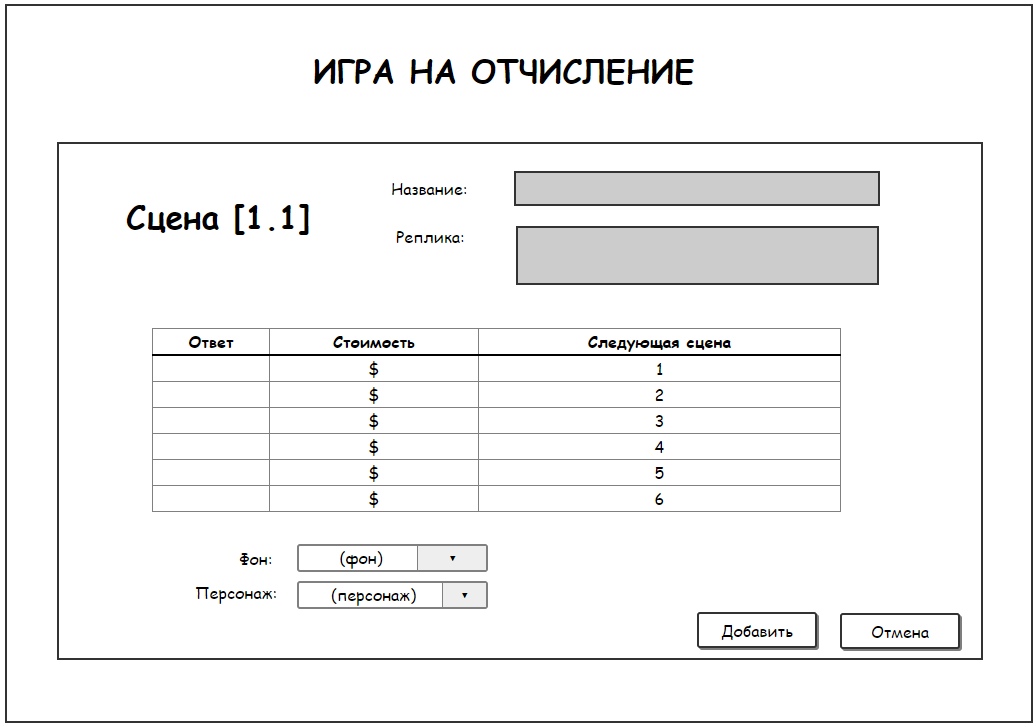 ИГРА НА ОТЧИСЛЕНИЕ
Сцена [1.1]
Название:
Реплика:
Ответ Стоимость Следующая сцена
$ 1
$ 2
$ 3
$ 4
$ 5
$ 6
Фон: (фон)
Персонаж: (персонаж)
Добавить Отмена